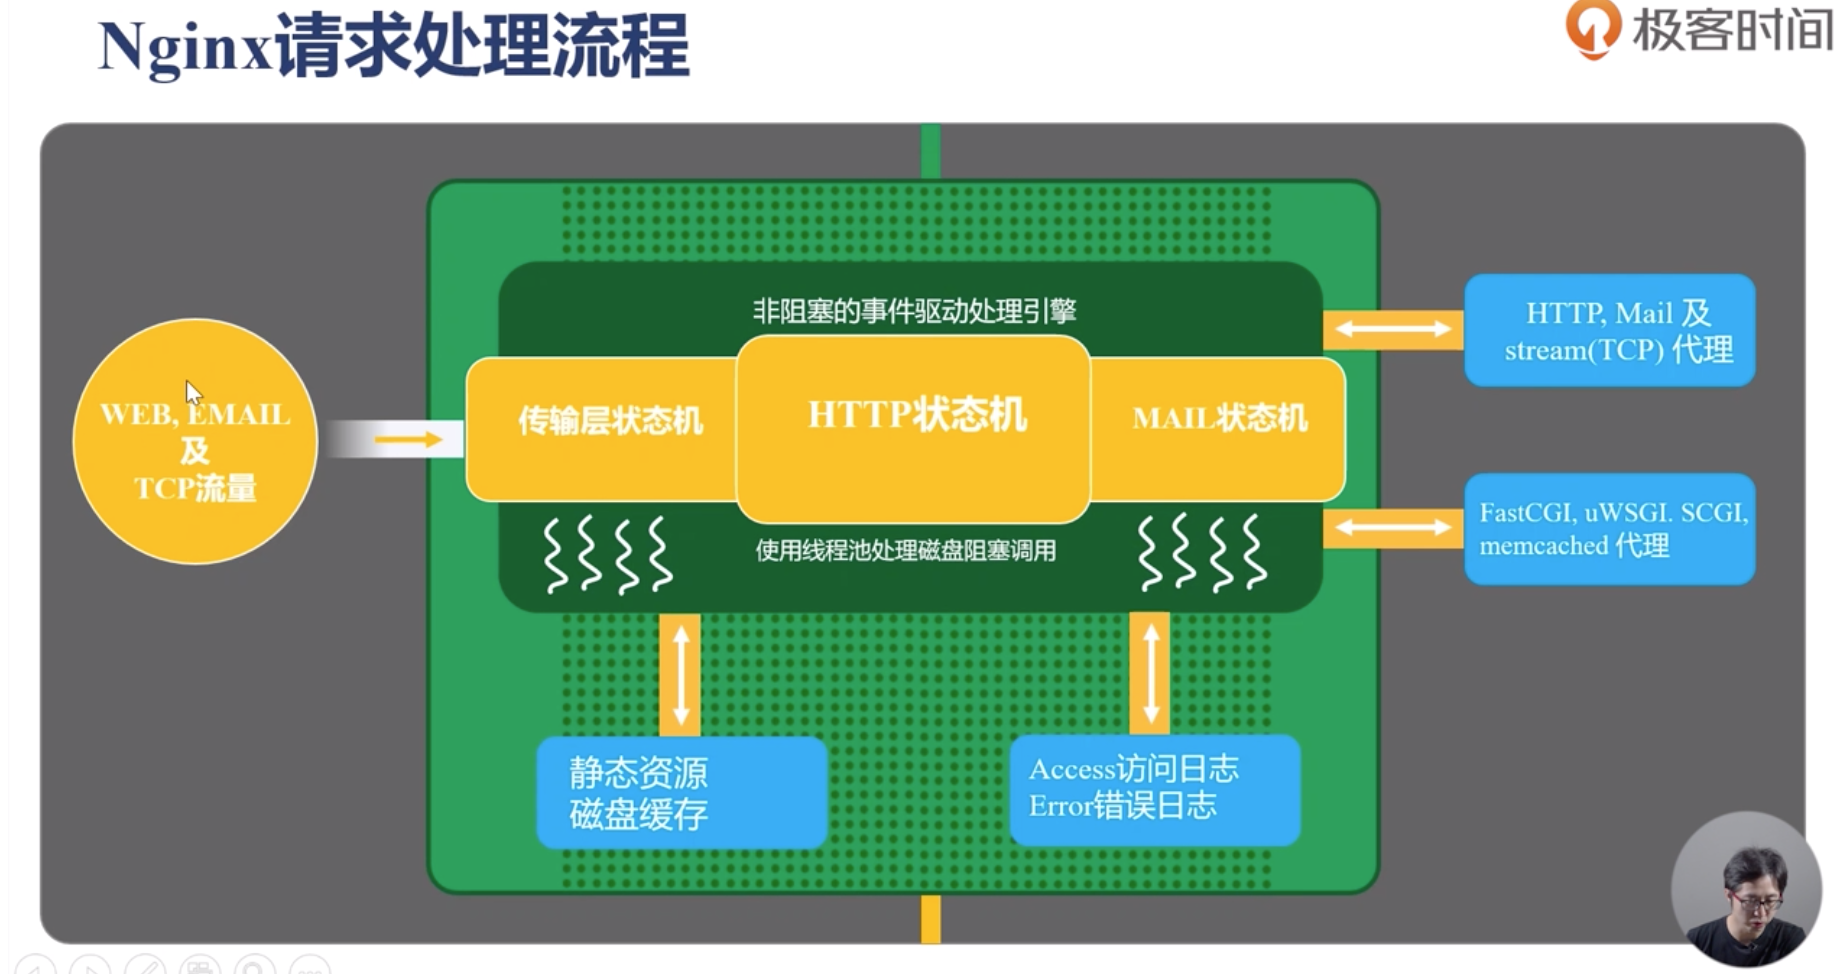 Nginx请求处理流程
极客时间
非阻塞的事件驱动处理引擎
WEB, EMAIL
及
TCP流量
传输层状态机
HTTP状态机
MAIL状态机
使用线程池处理磁盘阻塞调用
HTTP, Mail 及
stream(TCP) 代理
FastCGI, uWSGI. SCGI,
memcached 代理
静态资源
磁盘缓存
Access访问日志
Error错误日志